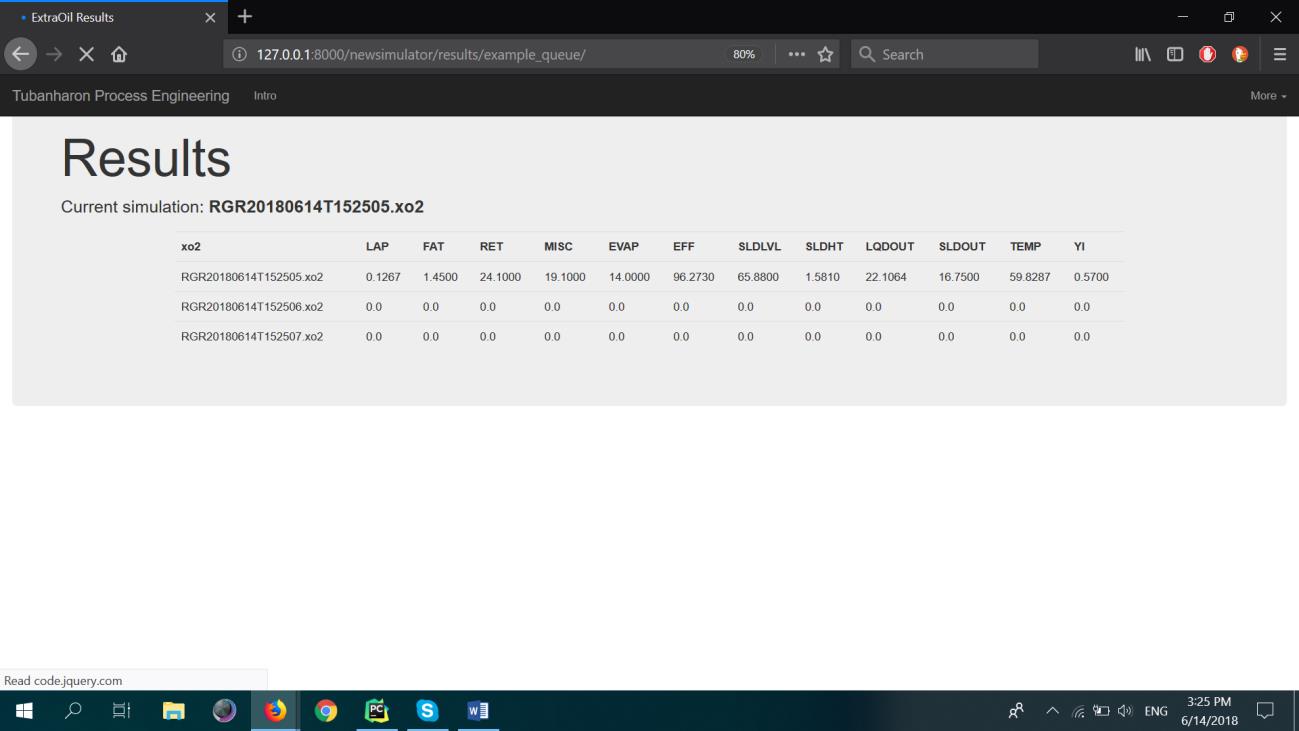 ExtraOil Results
127.0.0.1:8000/newsimulator/results/example_queue/ 80% Search
Tubanharon Process Engineering Intro More
Results
Current simulation: RGR20180614T152505.xo2
xo2 LAP FAT RET MISC EVAP EFF SLDLVL SLDHT LQDOUT SLDOUT TEMP YI
RGR20180614T152505.xo2 0.1267 1.4500 24.1000 19.1000 14.0000 96.2730 65.8800 1.5810 22.1064 16.7500 59.8287 0.5700
RGR20180614T152506.xo2 0.0 0.0 0.0 0.0 0.0 0.0 0.0 0.0 0.0 0.0 0.0 0.0
RGR20180614T152507.xo2 0.0 0.0 0.0 0.0 0.0 0.0 0.0 0.0 0.0 0.0 0.0 0.0
Read code.jquery.com
PC S W ENG 3:25 PM
6/14/2018